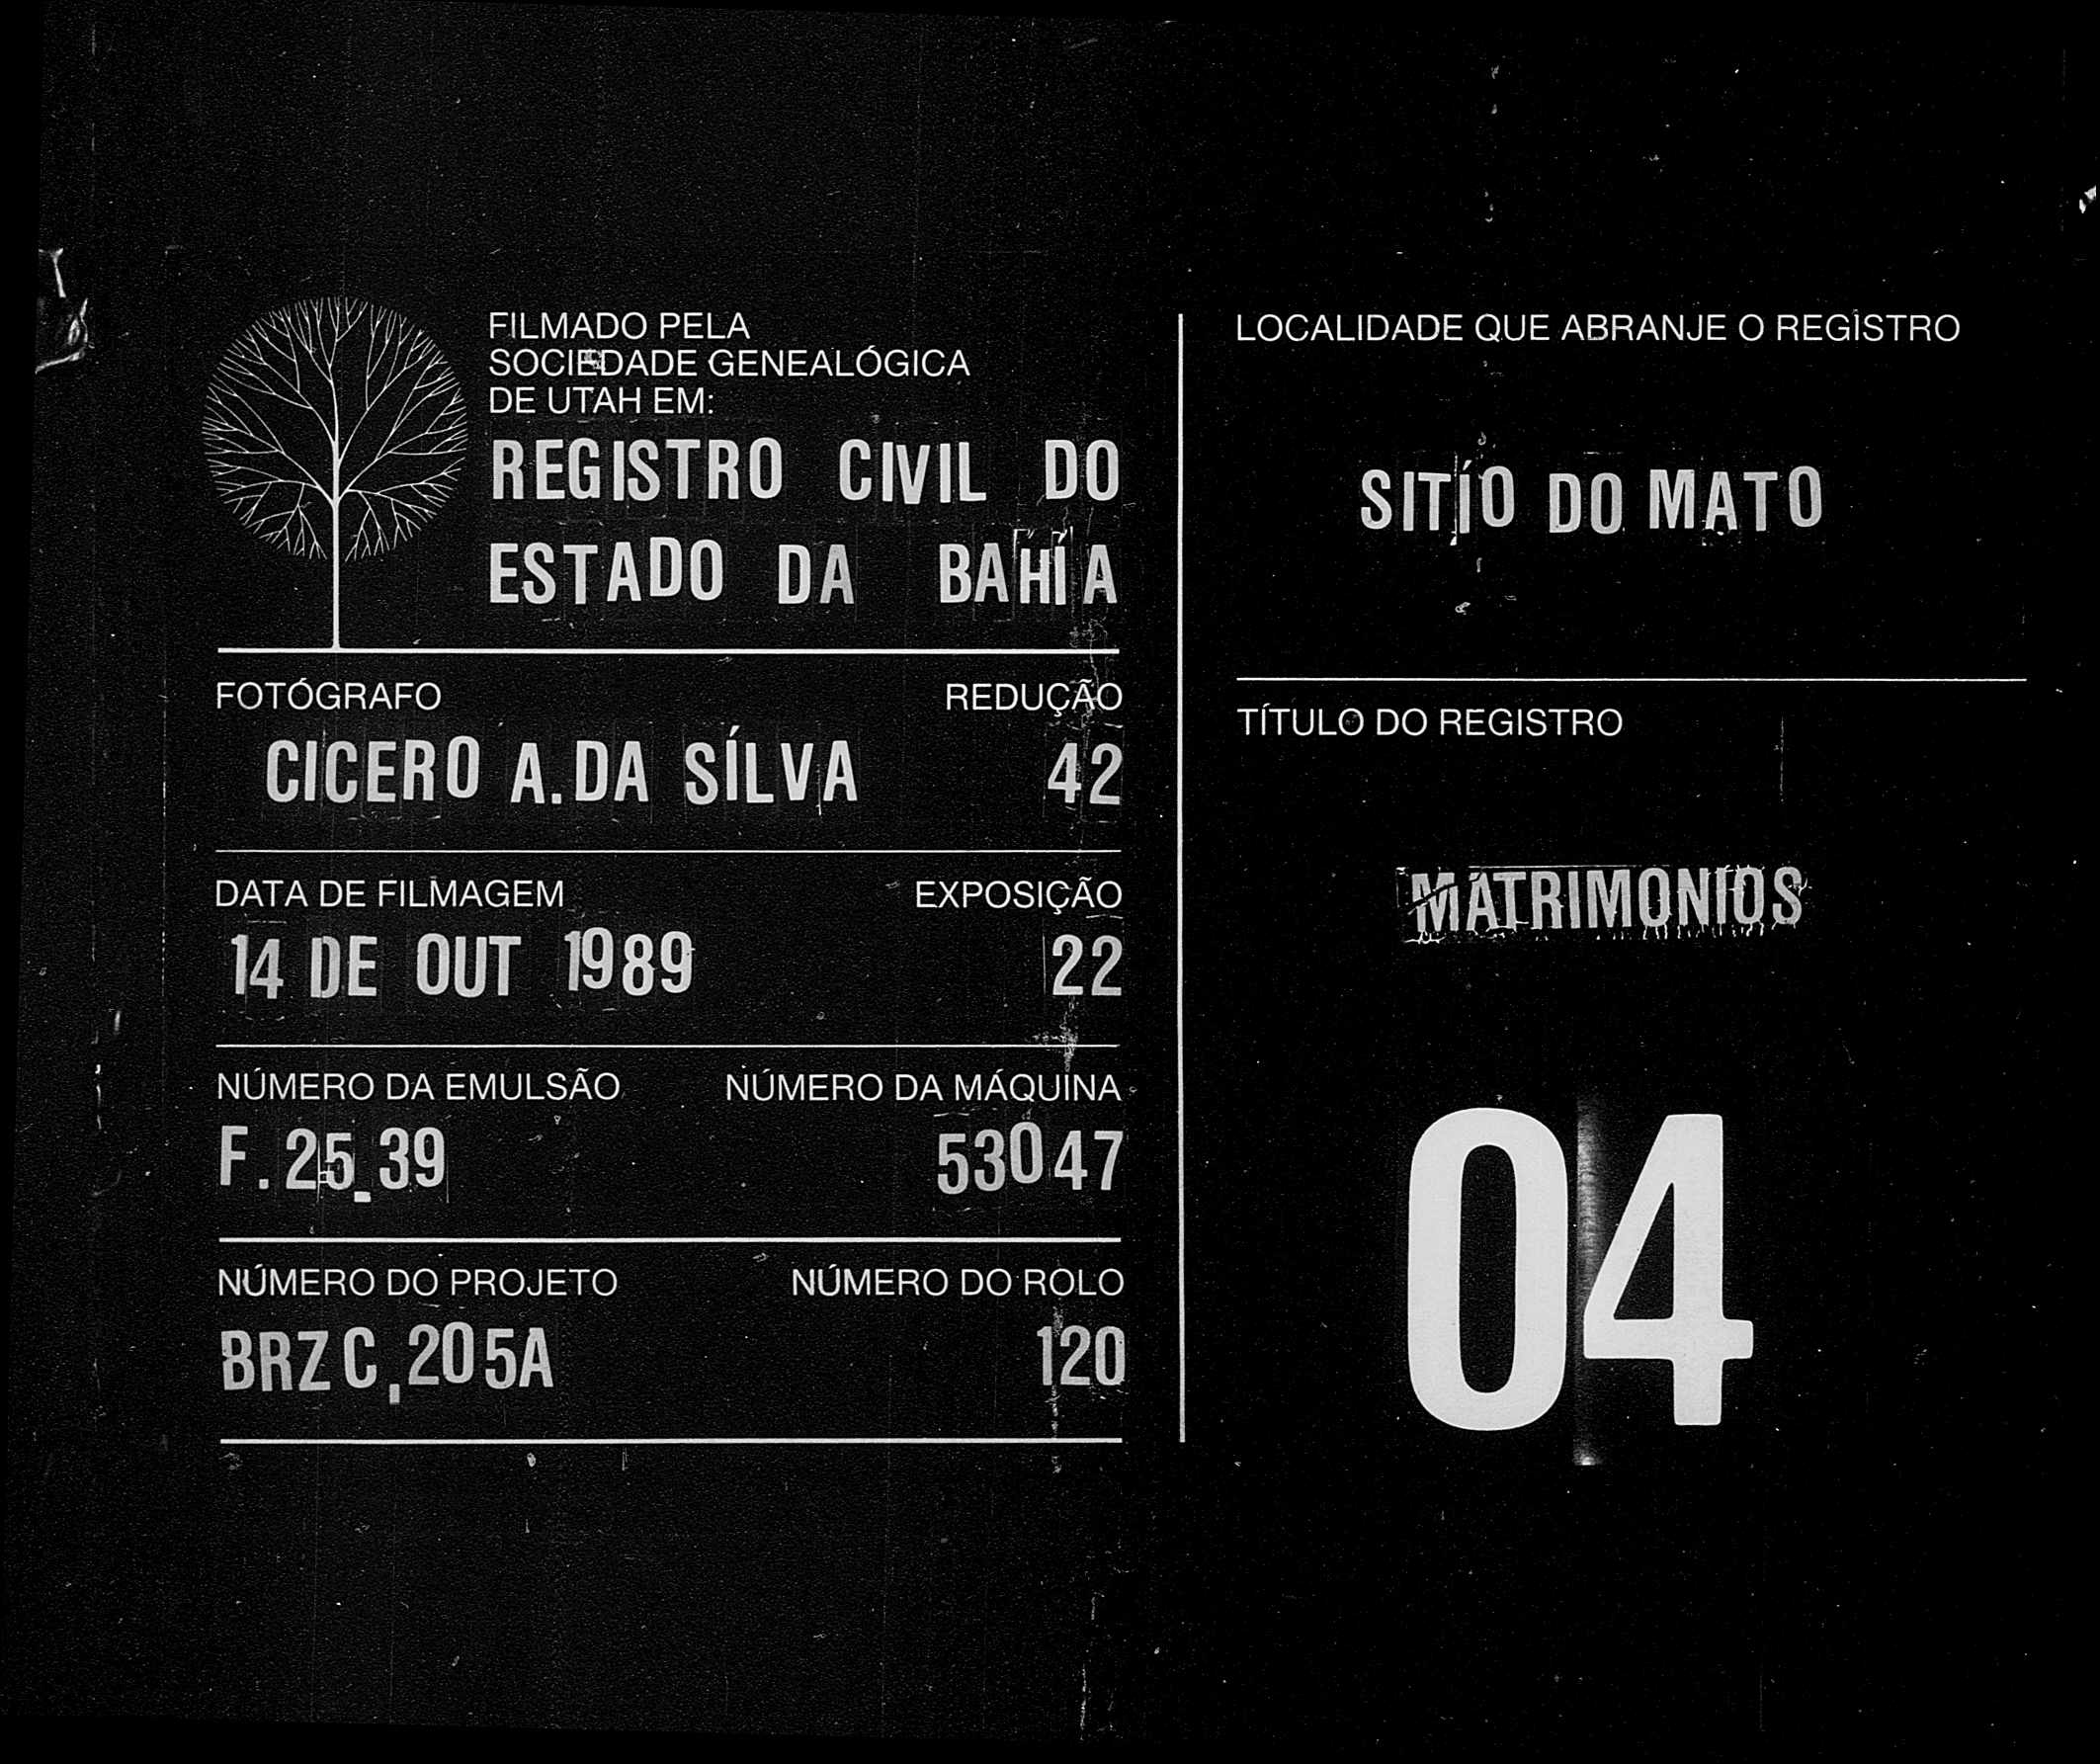 FILMADO PELA
SOCIEDADE GENEALÓGICA
DE UTAH EM:
REGISTRO CIVIL DO
ESTADO DA BAHIA
FOTÓGRAFO REDUÇÃO
CICERO A.DA SÍLVA 42
DATA DE FILMAGEM EXPOSIÇÃO
14 DE OUT 1989 22
NÚMERO DA EMULSÃO NÚMERO DA MÁQUINA
F.25_39 53047
NÚMERO DO PROJETO NÚMERO DO ROLO
BRZC,205A 120
LOCALIDADE QUE ABRANJE O REGISTRO
SITÍO DO MATO
TÍTULO DO REGISTRO
MATRIMONIOS
04